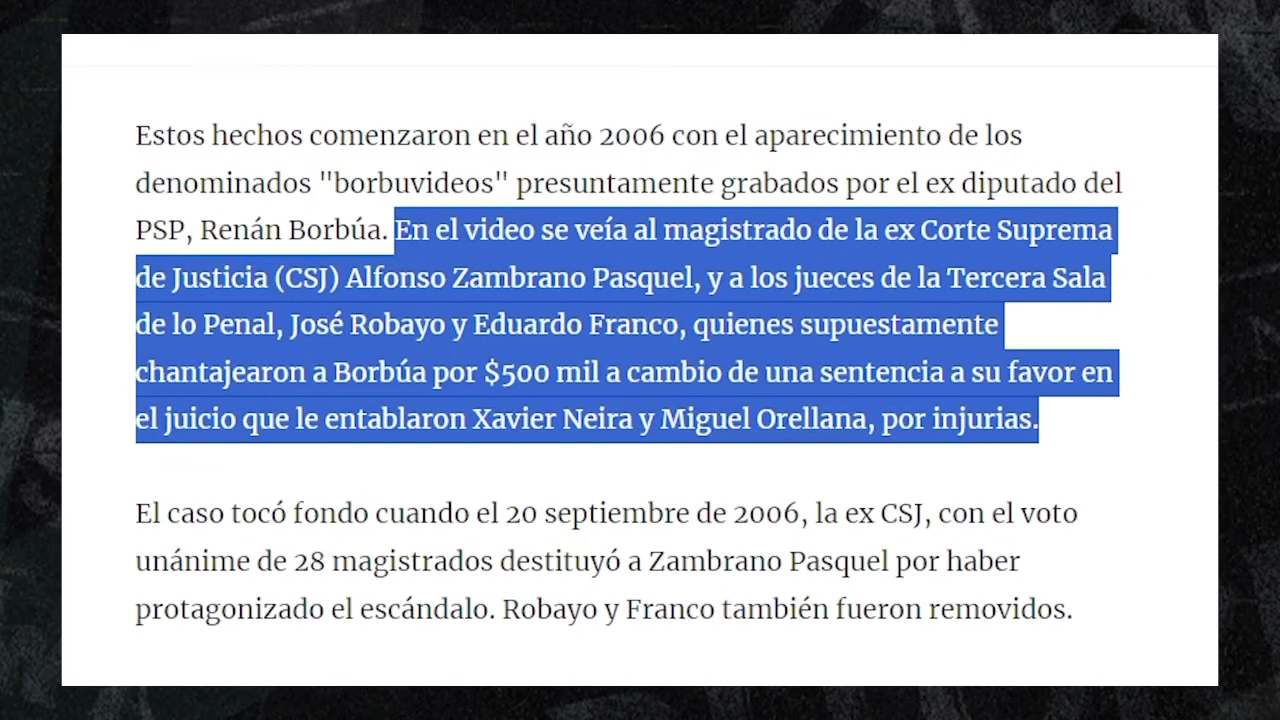 Estos hechos comenzaron en el año 2006 con el aparecimiento de los
denominados "borbuvideos" presuntamente grabados por el ex diputado del
PSP, Renán Borbúa. En el video se veía al magistrado de la ex Corte Suprema
de Justicia (CSJ) Alfonso Zambrano Pasquel, y a los jueces de la Tercera Sala
de lo Penal, José Robayo y Eduardo Franco, quienes supuestamente
chantajearon a Borbúa por $500 mil a cambio de una sentencia a su favor en
el juicio que le entablaron Xavier Neira y Miguel Orellana, por injurias.
El caso tocó fondo cuando el 20 septiembre de 2006, la ex CSJ, con el voto
unánime de 28 magistrados destituyó a Zambrano Pasquel por haber
protagonizado el escándalo. Robayo y Franco también fueron removidos.